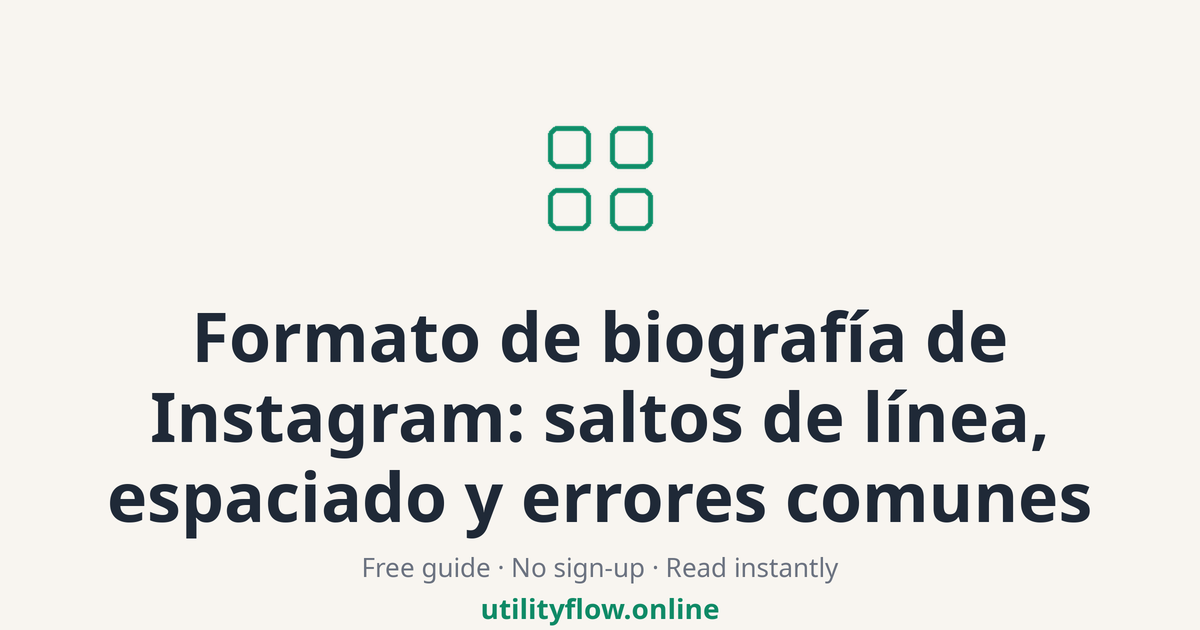 Formato de biografía de
Instagram: saltos de línea,
espaciado y errores comunes
Free guide · No sign-up · Read instantly
utilityflow.online